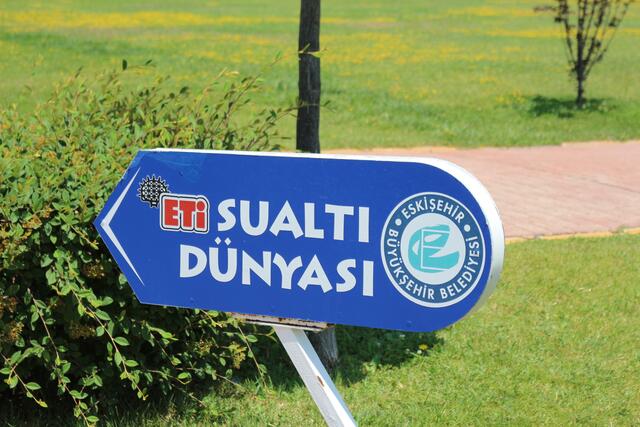 ETİ
SUALTI
DÜNYASI
ESKİŞEHİR
BÜYÜKŞEHİR BELEDİYESİ